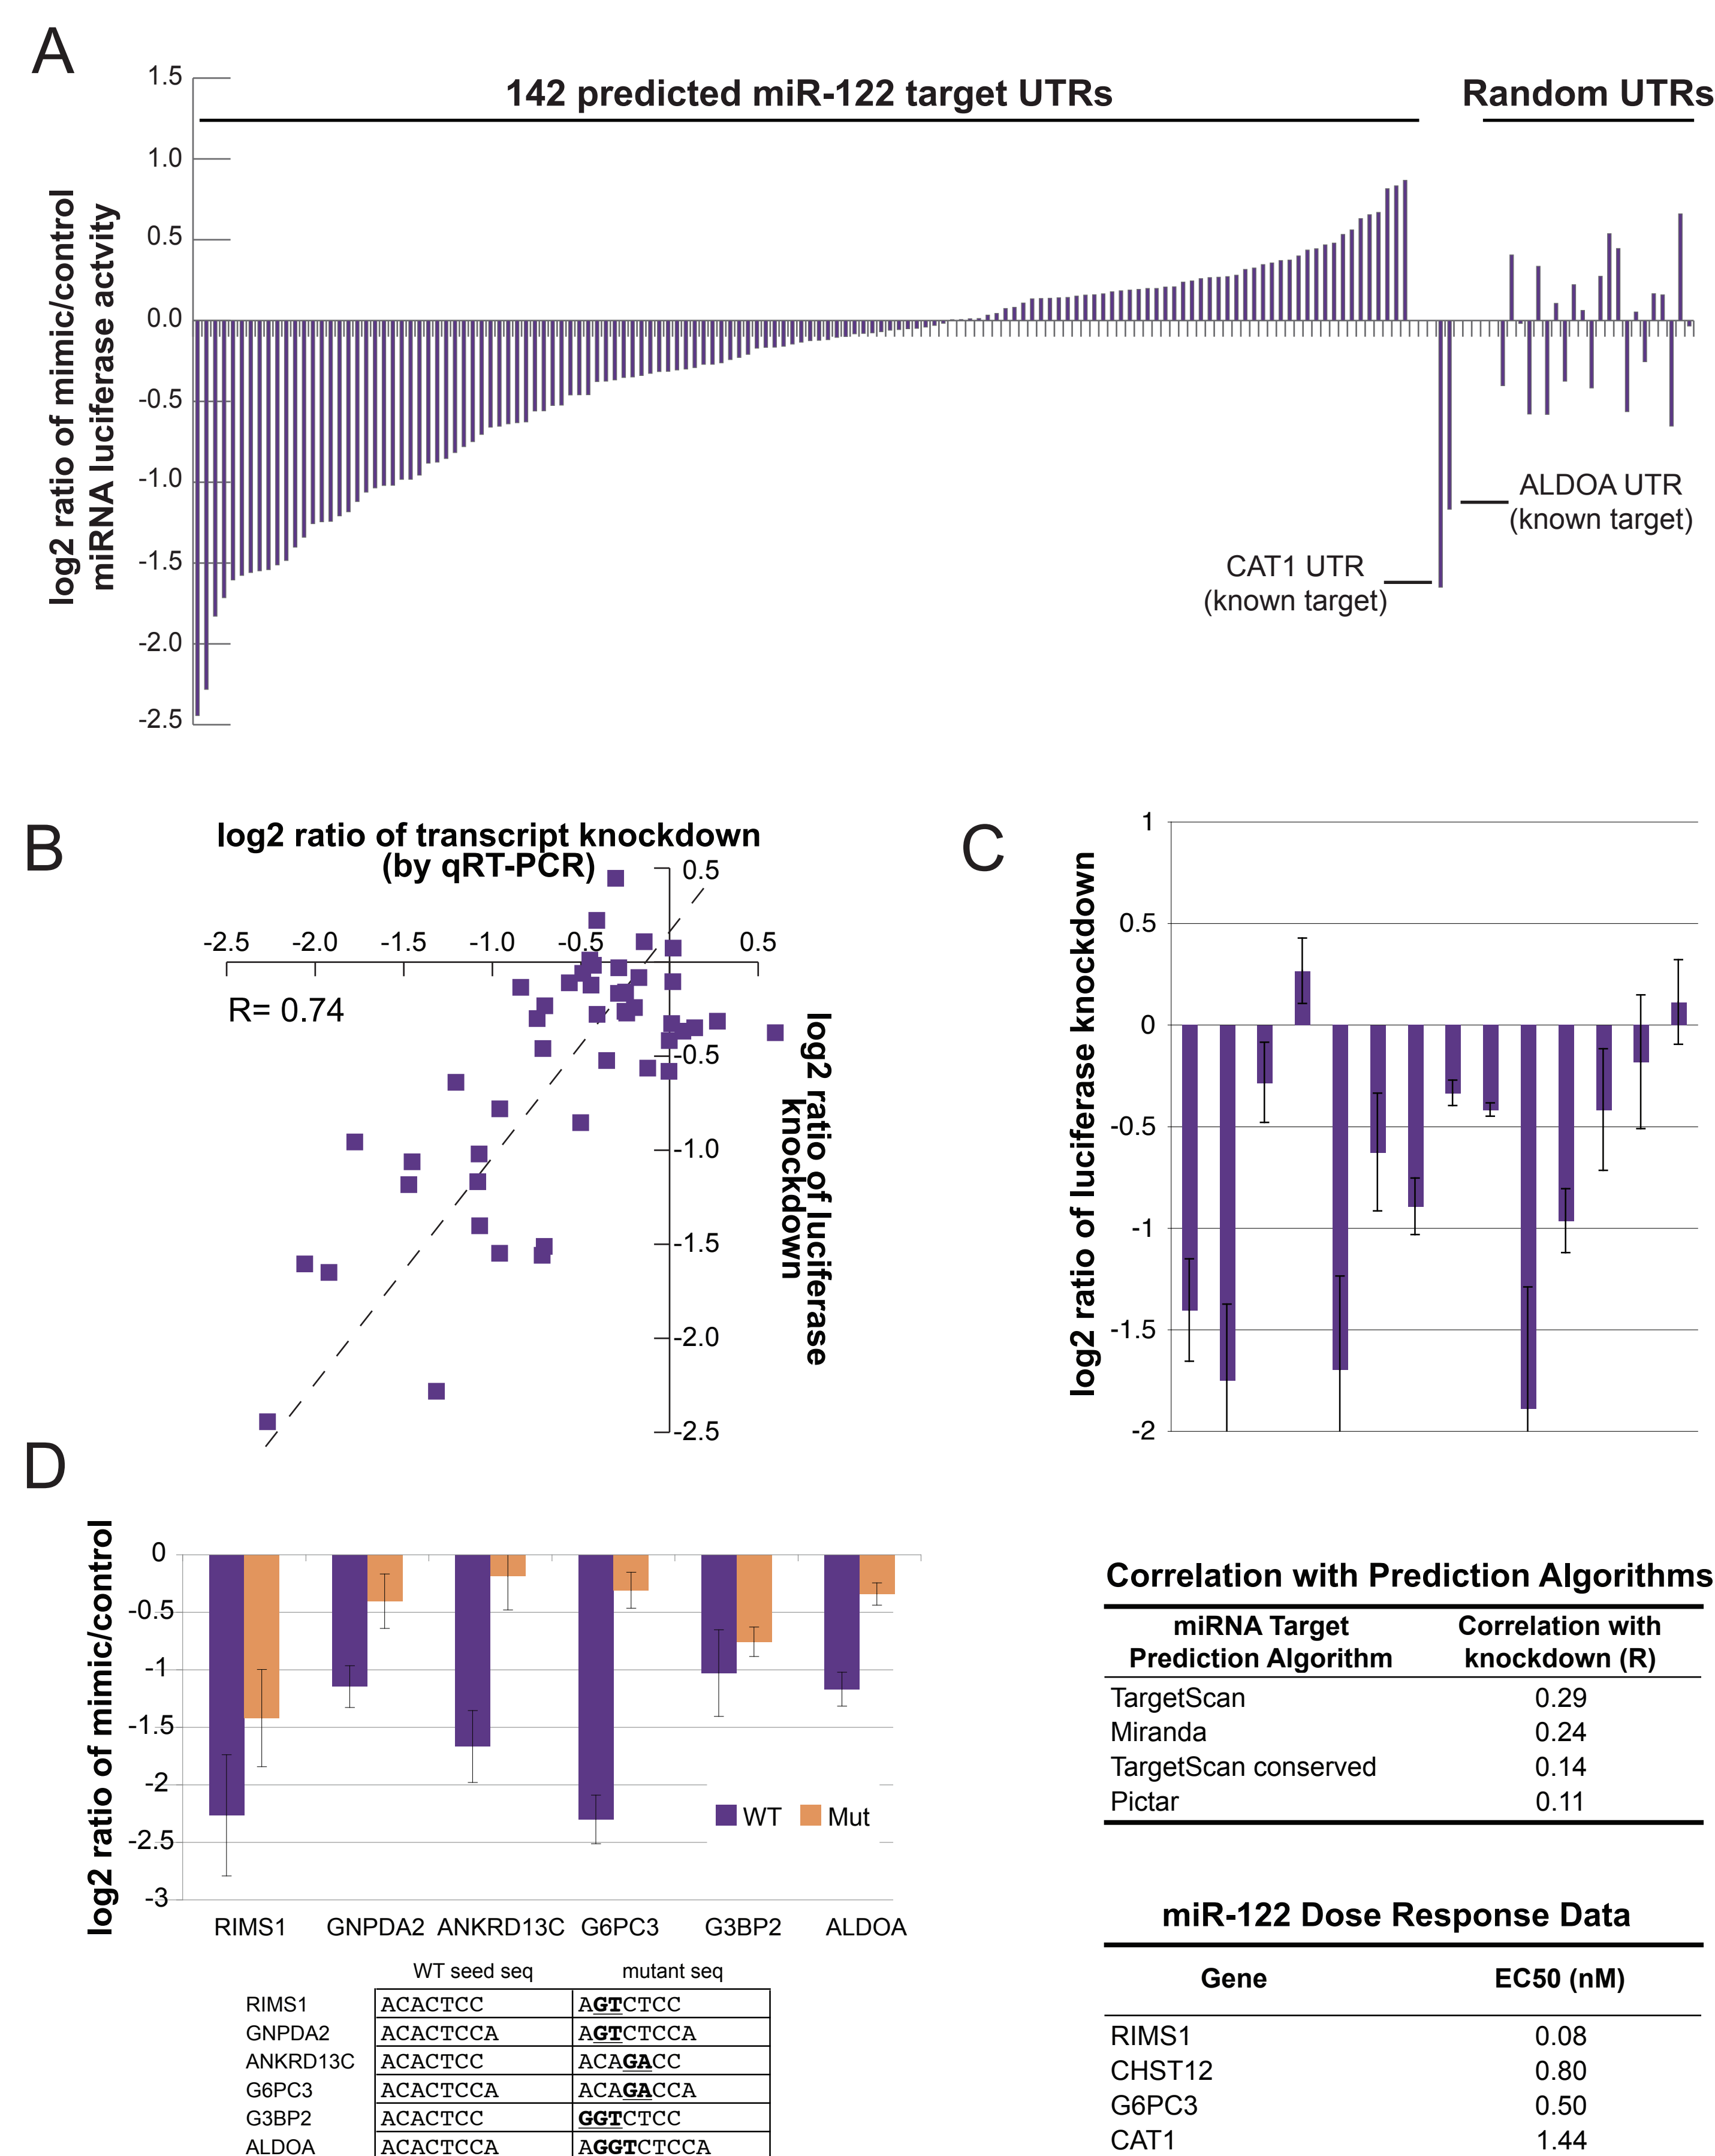 A
1.5
1.0
0.5
0.0
-0.5
-1.0
-1.5
-2.0
-2.5
log2 ratio of mimic/control
miRNA luciferase actvity
142 predicted miR-122 target UTRs
Random UTRs
ALDOA UTR
(known target)
CAT1 UTR
(known target)
B
log2 ratio of transcript knockdown
(by qRT-PCR)
0.5
-2.5 -2.0 -1.5 -1.0 -0.5 0.5
R= 0.74
-0.5
-1.0
-1.5
-2.0
-2.5
log2 ratio of luciferase
knockdown
C
log2 ratio of luciferase knockdown
1
0.5
0
-0.5
-1
-1.5
-2
D
log2 ratio of mimic/control
0
-0.5
-1
-1.5
-2
-2.5
-3
WT Mut
RIMS1 GNPDA2 ANKRD13C G6PC3 G3BP2 ALDOA
WT seed seq mutant seq
RIMS1 ACACTCC AGTCTCC
GNPDA2 ACACTCCA AGTCTCCA
ANKRD13C ACACTCC ACAGACC
G6PC3 ACACTCCA ACAGACCA
G3BP2 ACACTCC GGTCTCC
ALDOA ACACTCCA AGGTCTCCA
Correlation with Prediction Algorithms
miRNA Target Correlation with
Prediction Algorithm knockdown (R)
TargetScan 0.29
Miranda 0.24
TargetScan conserved 0.14
Pictar 0.11
miR-122 Dose Response Data
Gene EC50 (nM)
RIMS1 0.08
CHST12 0.80
G6PC3 0.50
CAT1 1.44